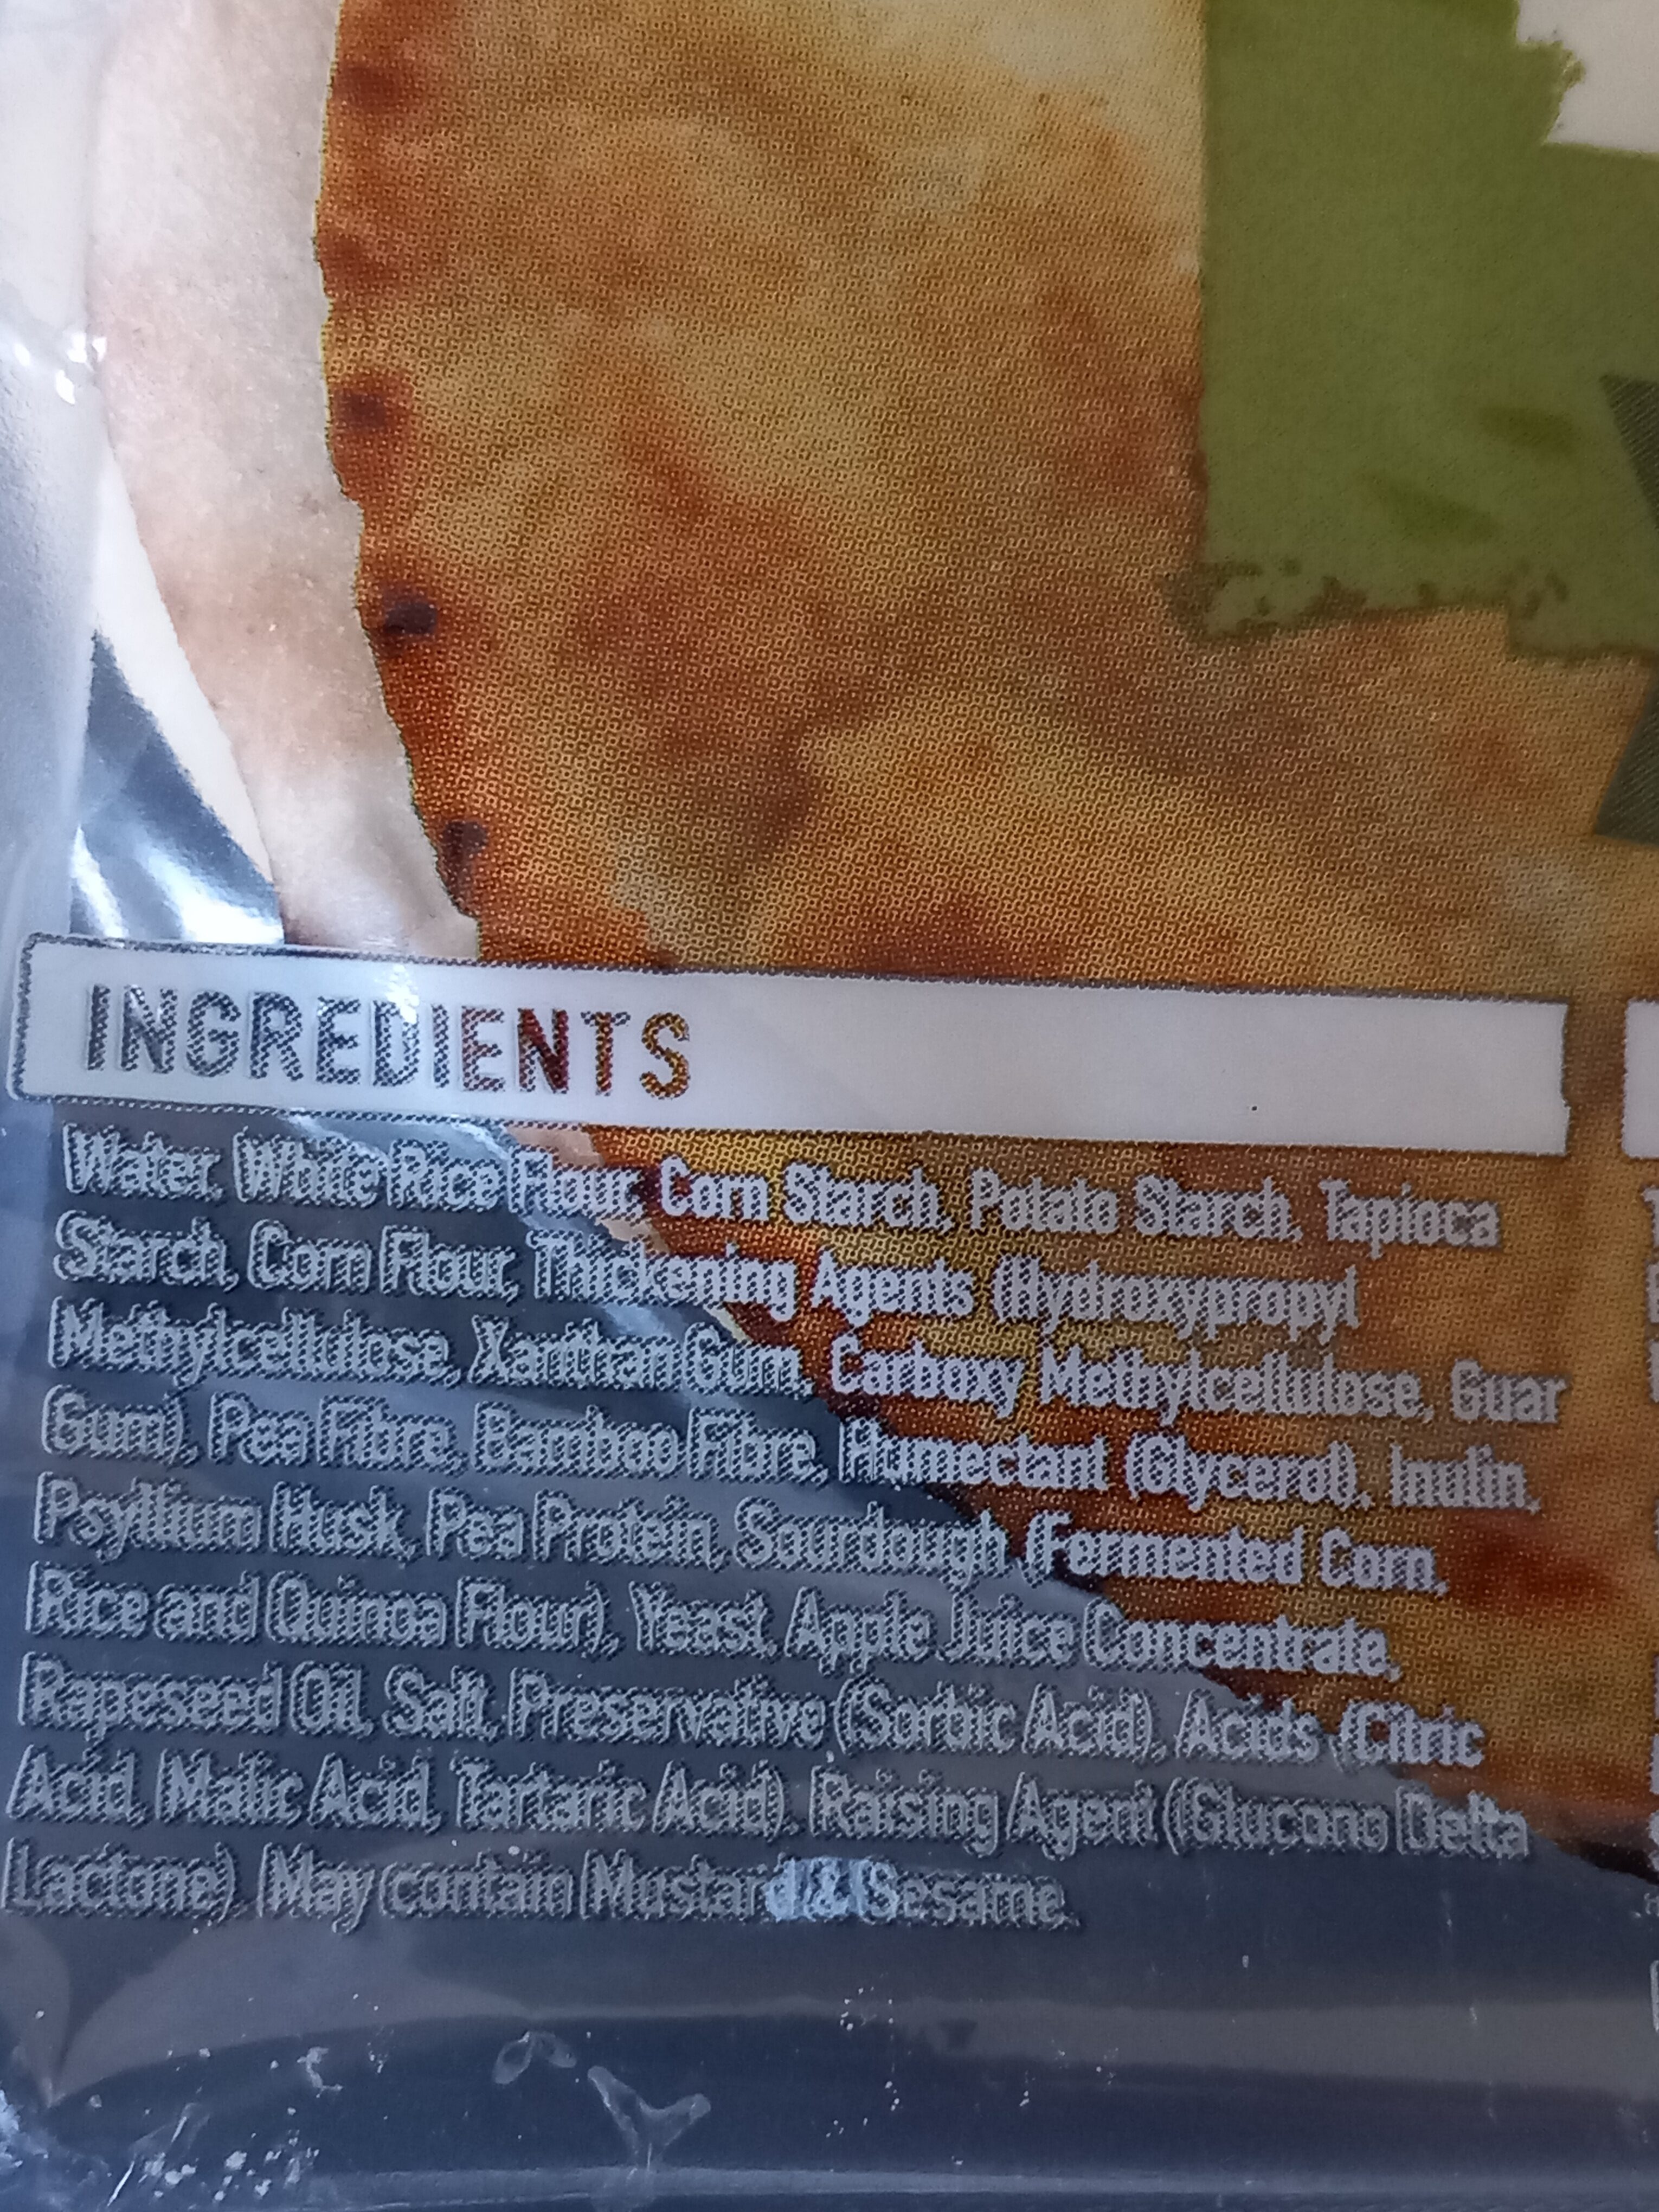 INGREDIENTS
Water, White Rice Flour, Corn Starch, Potato Starch, Tapioca
Starch, Corn Flour, Thickening Agents (Hydroxypropyl
Methylcellulose, Xanthan Gum, Carboxy Methylcellulose, Guar
Gum), Pea Fibre, Bamboo Fibre, Humectant (Glycerol), Inulin,
Psyllium Husk, Pea Protein, Sourdough (Fermented Corn,
Rice and Quinoa Flour), Yeast, Apple Juice Concentrate,
Rapeseed Oil, Salt, Preservative (Sorbic Acid), Acids (Citric
Acid, Malic Acid, Tartaric Acid), Raising Agent (Glucono Delta
Lactone). May contain Mustard & Sesame.